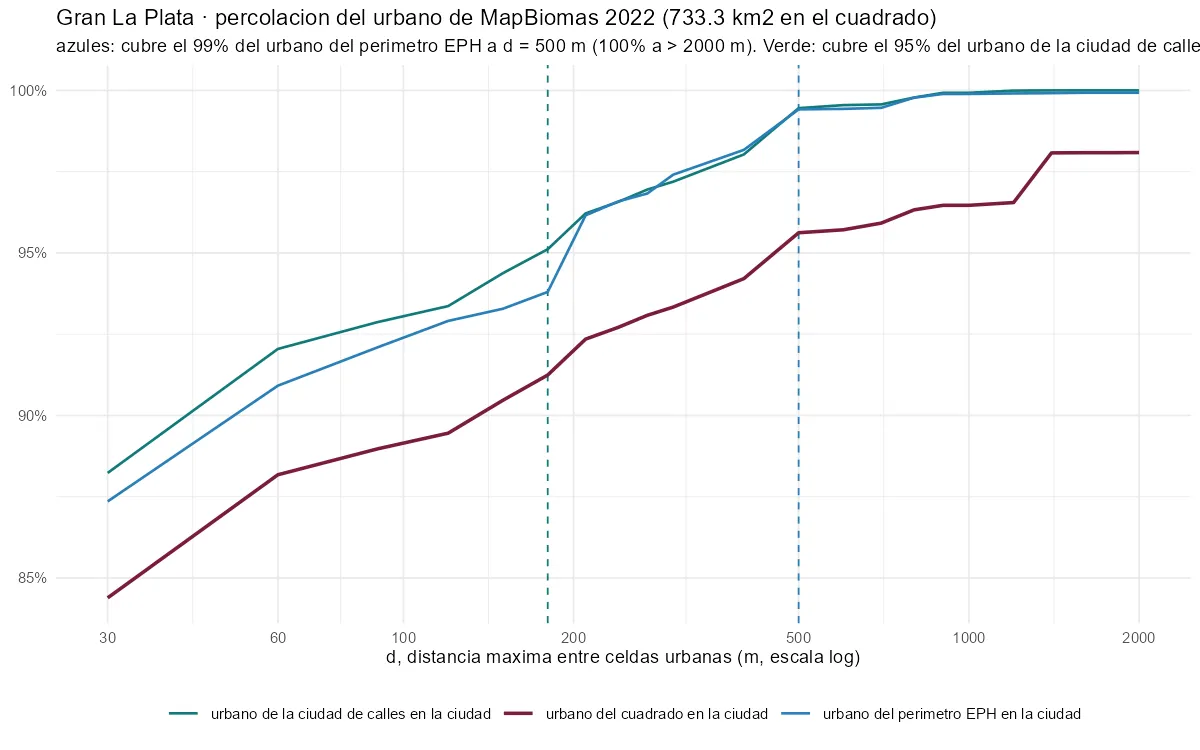 Gran La Plata · percolacion del urbano de MapBiomas 2022 (733.3 km2 en el cuadrado)
azules: cubre el 99% del urbano del perimetro EPH a d = 500 m (100% a > 2000 m). Verde: cubre el 95% del urbano de la ciudad de calle
100%
95%
90%
85%
30 60 100 200 500 1000 2000
d, distancia maxima entre celdas urbanas (m, escala log)
urbano de la ciudad de calles en la ciudad urbano del cuadrado en la ciudad urbano del perimetro EPH en la ciudad